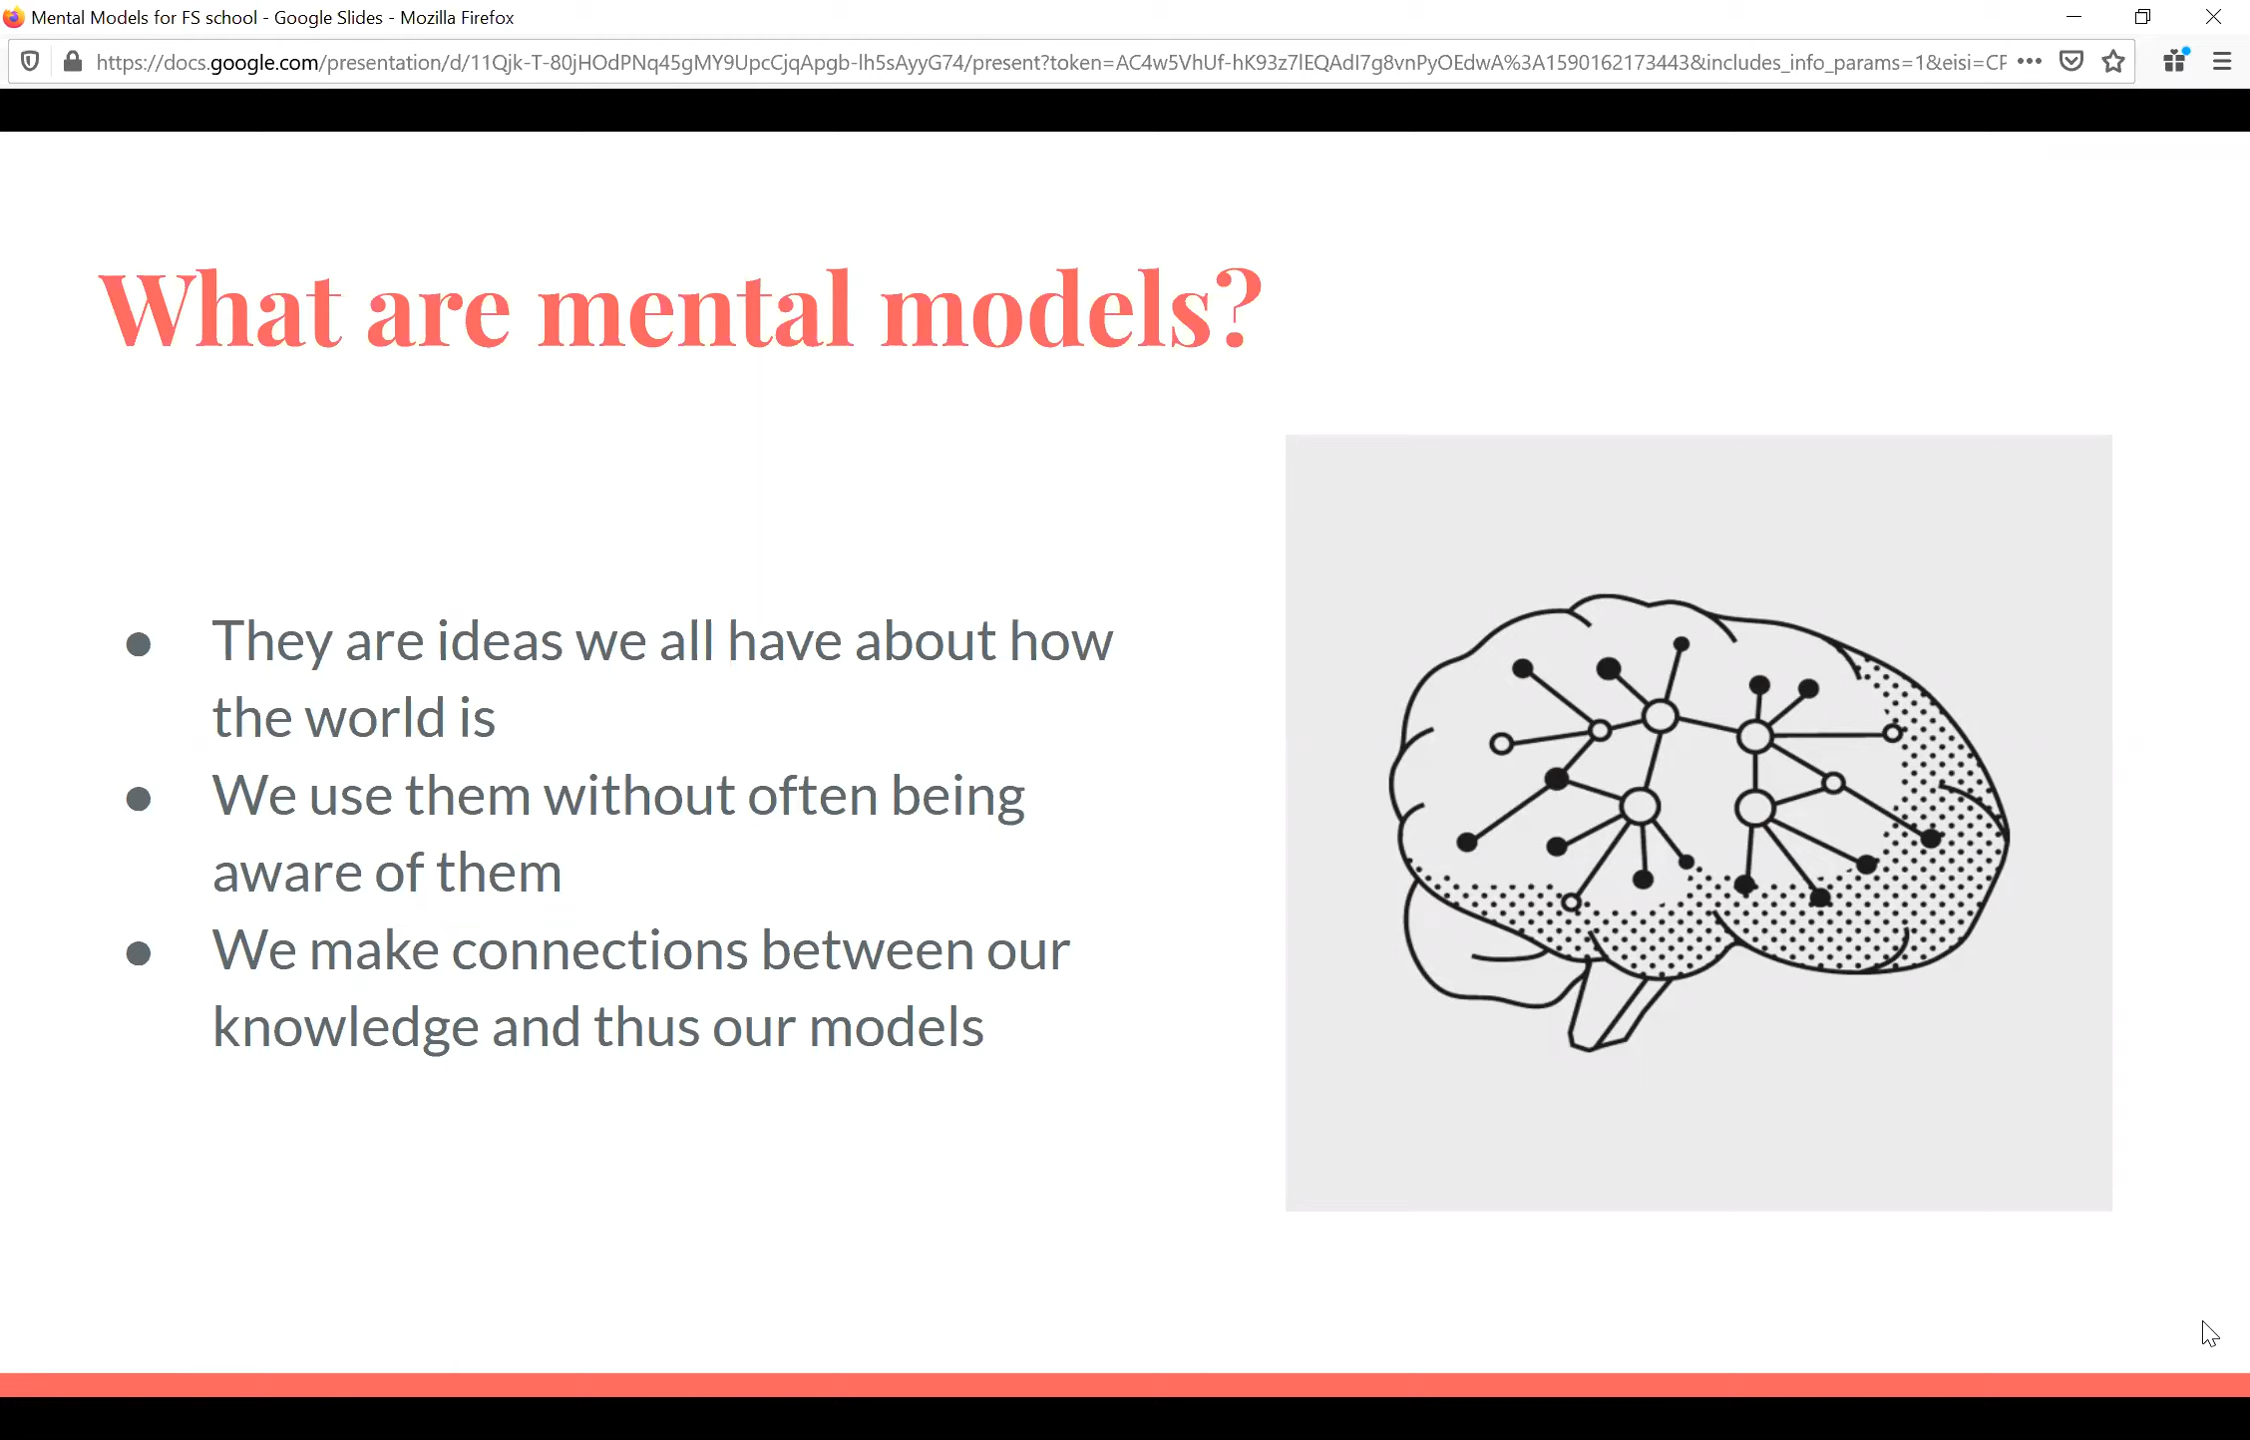 Mental Models for FS school - Google Slides - Mozilla Firefox
https://docs.google.com/presentation/d/11Qjk-T-80jHOdPNq45gMY9UpcCjqApgb-lh5sAyyG74/present?token=AC4w5VhUf-hK93z7lEQAdI7g8vnPyOEdwA%3A1590162173443&includes_info_params=1&eisi=CF
What are mental models?
● They are ideas we all have about how
the world is
● We use them without often being
aware of them
● We make connections between our
knowledge and thus our models